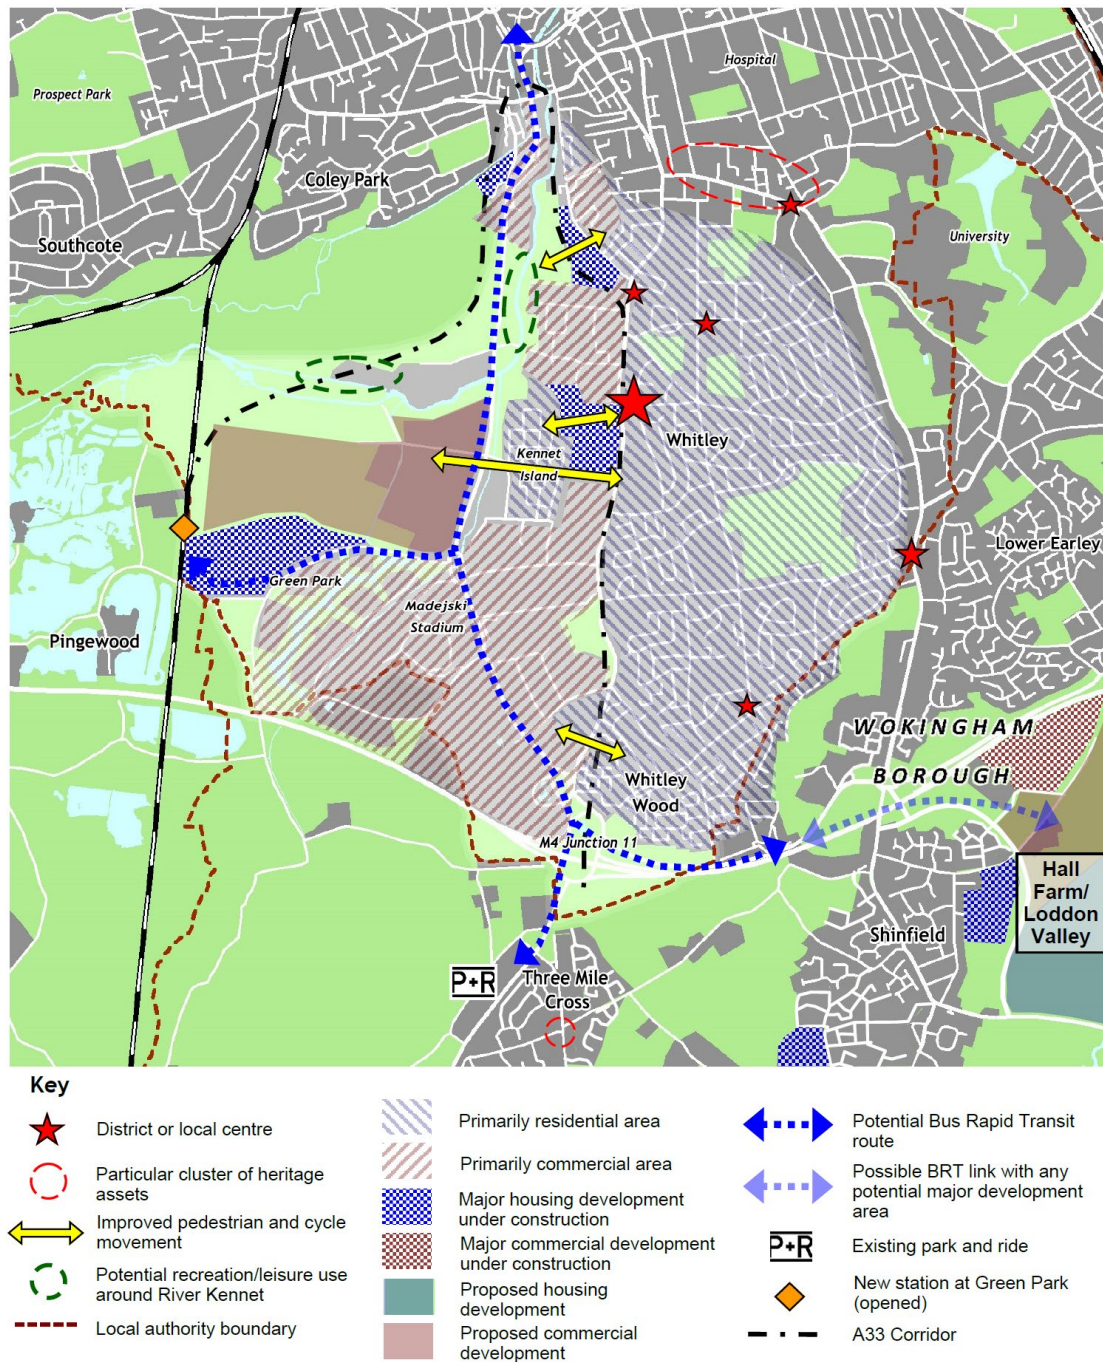 Hospital
Prospect Park
Coley Park
Southcote
University
Whitley
Kennet
Island
Lower Earley
Green Park
Madejski
Stadium
Pingewood
WOKINGHAM
BOROUGH
Whitley
Wood
M4 Junction 11
Hall
Farm/
Loddon
Valley
Shinfield
P+R
Three Mile
Cross
Key
District or local centre
Particular cluster of heritage
assets
Improved pedestrian and cycle
movement
Potential recreation/leisure use
around River Kennet
Local authority boundary
Primarily residential area
Primarily commercial area
Major housing development
under construction
Major commercial development
under construction
Proposed housing
development
Proposed commercial
development
Potential Bus Rapid Transit
route
Possible BRT link with any
potential major development
area
P+R
Existing park and ride
New station at Green Park
(opened)
A33 Corridor